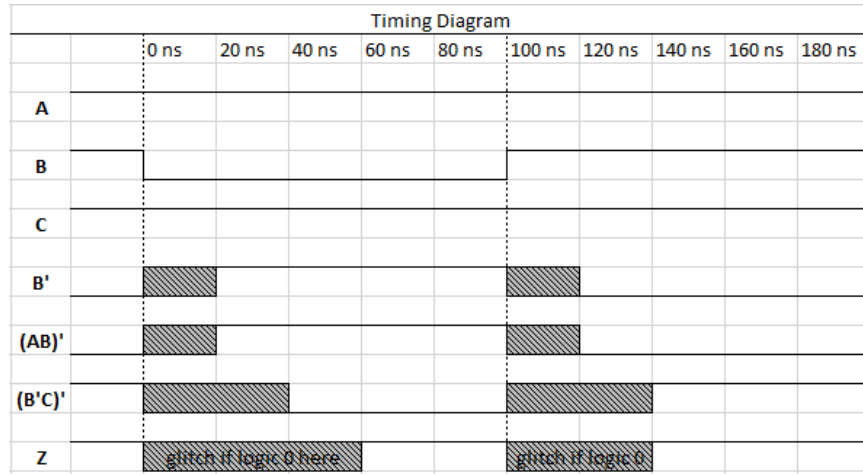 Timing Diagram
0 ns 20 ns 40 ns 60 ns 80 ns 100 ns 120 ns 140 ns 160 ns 180 ns
A
B
C
B'
(AB)'
(B'C)'
Z glitch if logic 0 here glitch if logic 0